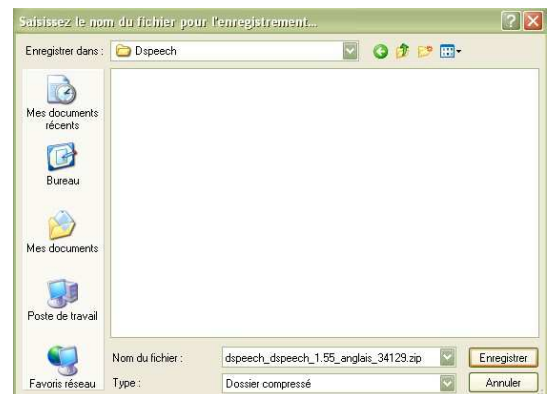 Saisissez le nom du fichier pour l'enregistrement...
Enregistrer dans :
Dspeech
Mes documents
récents
Bureau
Mes documents
Poste de travail
Favoris réseau
Nom du fichier :
dspeech_dspeech_1.55_anglais_34129.zip
Enregistrer
Type :
Dossier compressé
Annuler